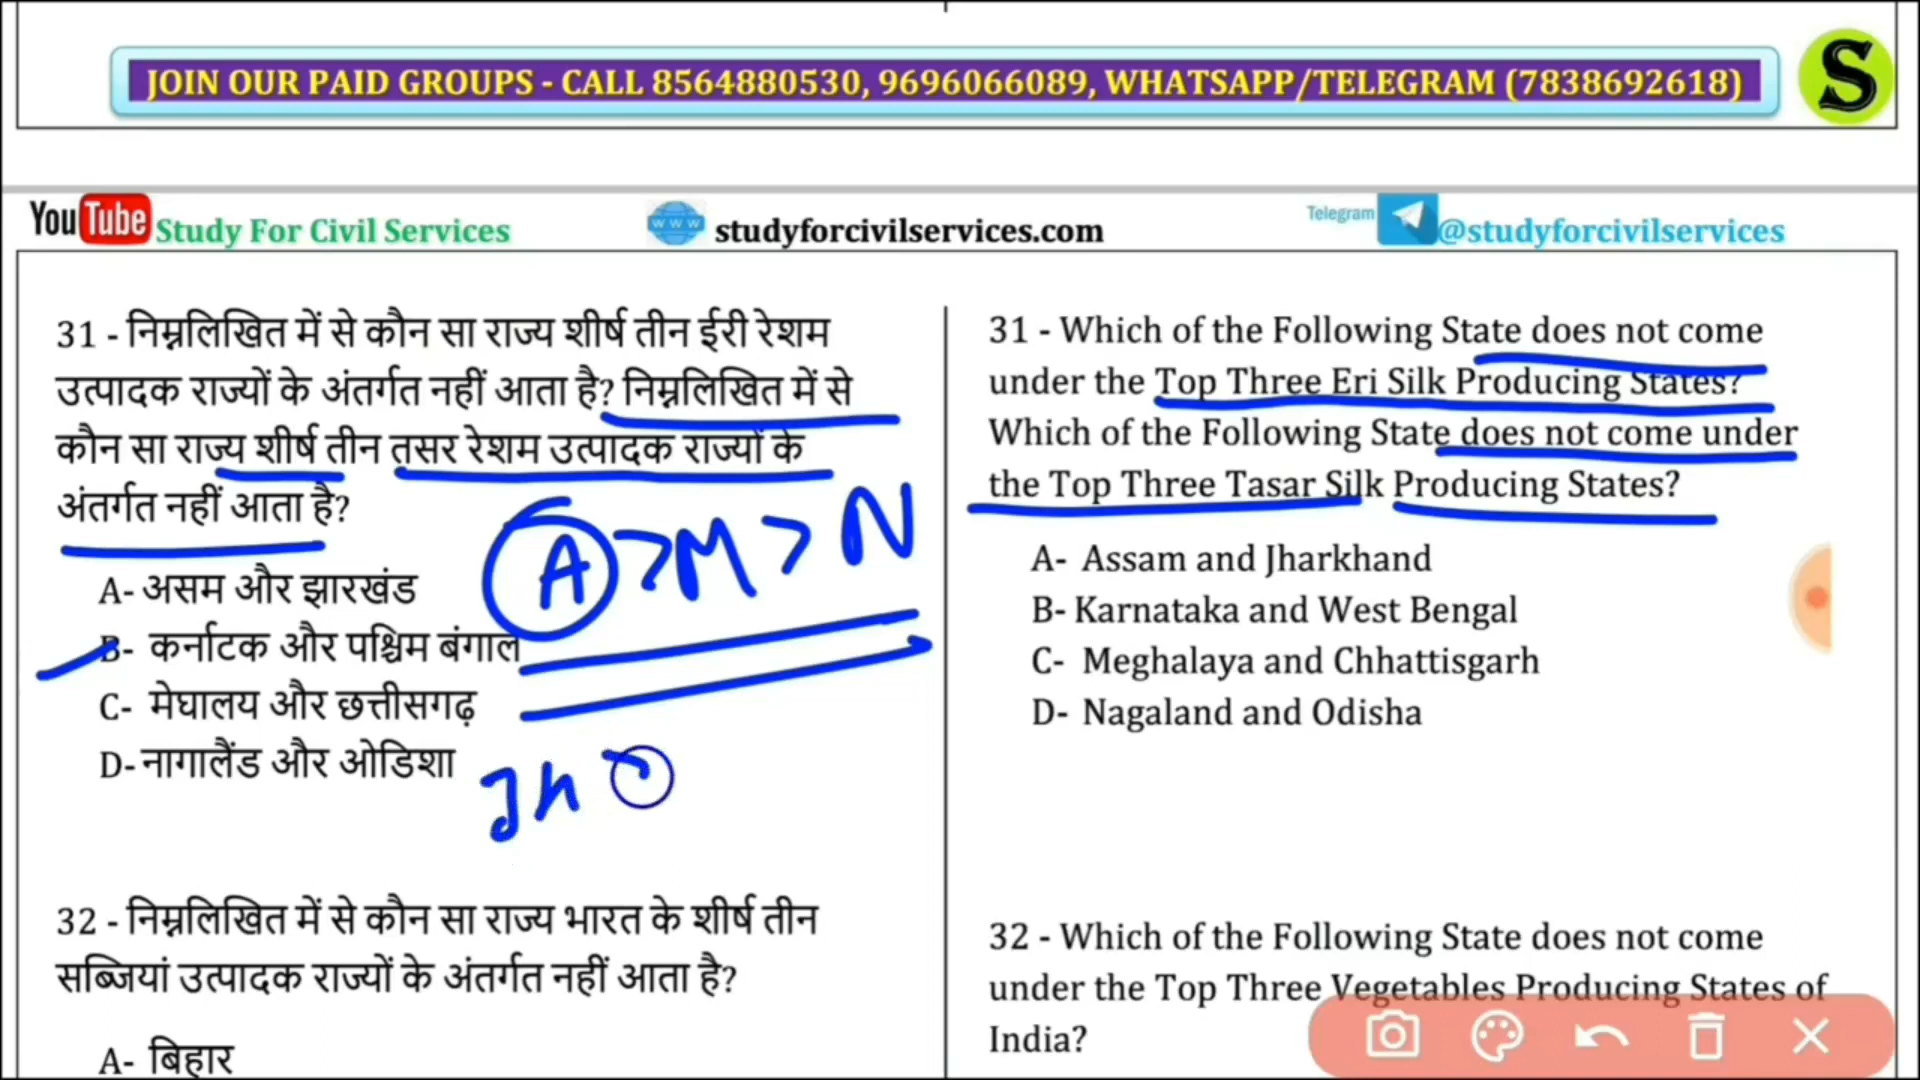 JOIN OUR PAID GROUPS - CALL 8564880530, 9696066089, WHATSAPP/TELEGRAM (7838692618)
S
YouTube Study For Civil Services
WWW studyforcivilservices.com
Telegram @studyforcivilservices
31 - निम्नलिखित में से कौन सा राज्य शीर्ष तीन ईरी रेशम
उत्पादक राज्यों के अंतर्गत नहीं आता है? निम्नलिखित में से
कौन सा राज्य शीर्ष तीन तसर रेशम उत्पादक राज्यों के
अंतर्गत नहीं आता है?
A > M > N
A- असम और झारखंड
B- कर्नाटक और पश्चिम बंगाल
C- मेघालय और छत्तीसगढ़
D- नागालैंड और ओडिशा
Jh
32 - निम्नलिखित में से कौन सा राज्य भारत के शीर्ष तीन
सब्जियां उत्पादक राज्यों के अंतर्गत नहीं आता है?
A- बिहार
31 - Which of the Following State does not come
under the Top Three Eri Silk Producing States?
Which of the Following State does not come under
the Top Three Tasar Silk Producing States?
A- Assam and Jharkhand
B- Karnataka and West Bengal
C- Meghalaya and Chhattisgarh
D- Nagaland and Odisha
32 - Which of the Following State does not come
under the Top Three Vegetables Producing States of
India?